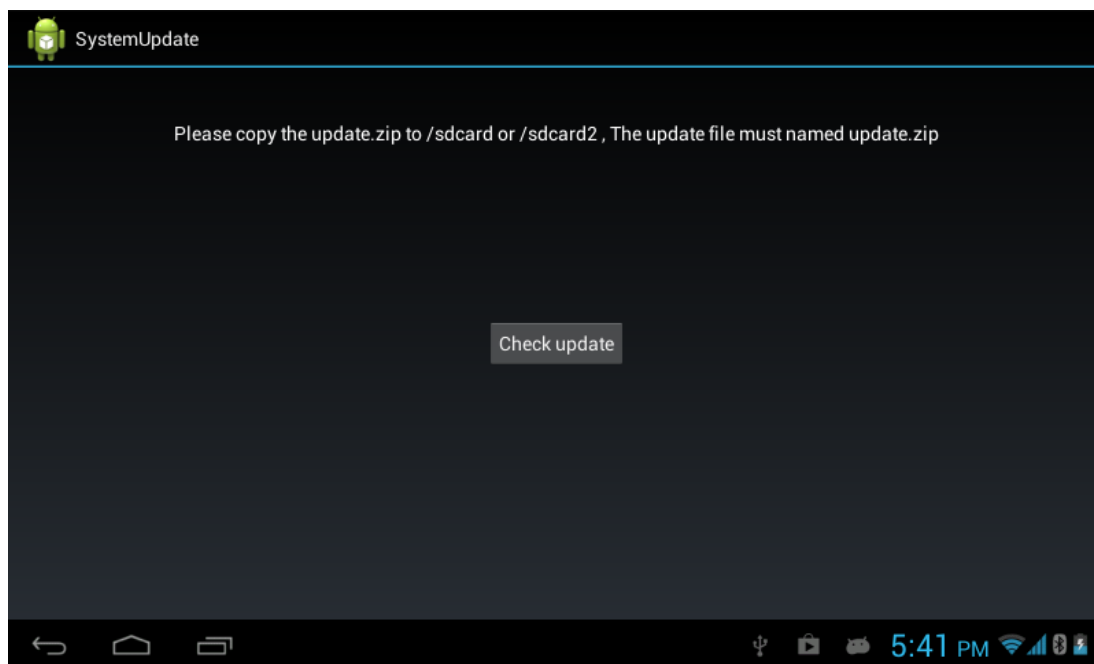 SystemUpdate
Please copy the update.zip to /sdcard or /sdcard2 , The update file must named update.zip
Check update
5:41 PM